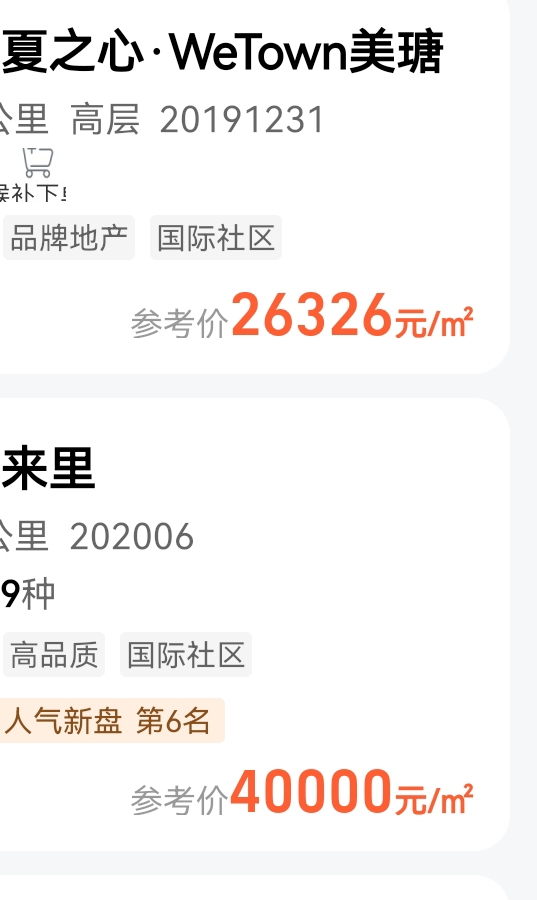 夏之心·WeTown美瑭
公里 高层 20191231
候补下单
品牌地产 国际社区
参考价26326元/㎡
来里
公里 202006
9种
高品质 国际社区
人气新盘 第6名
参考价40000元/㎡